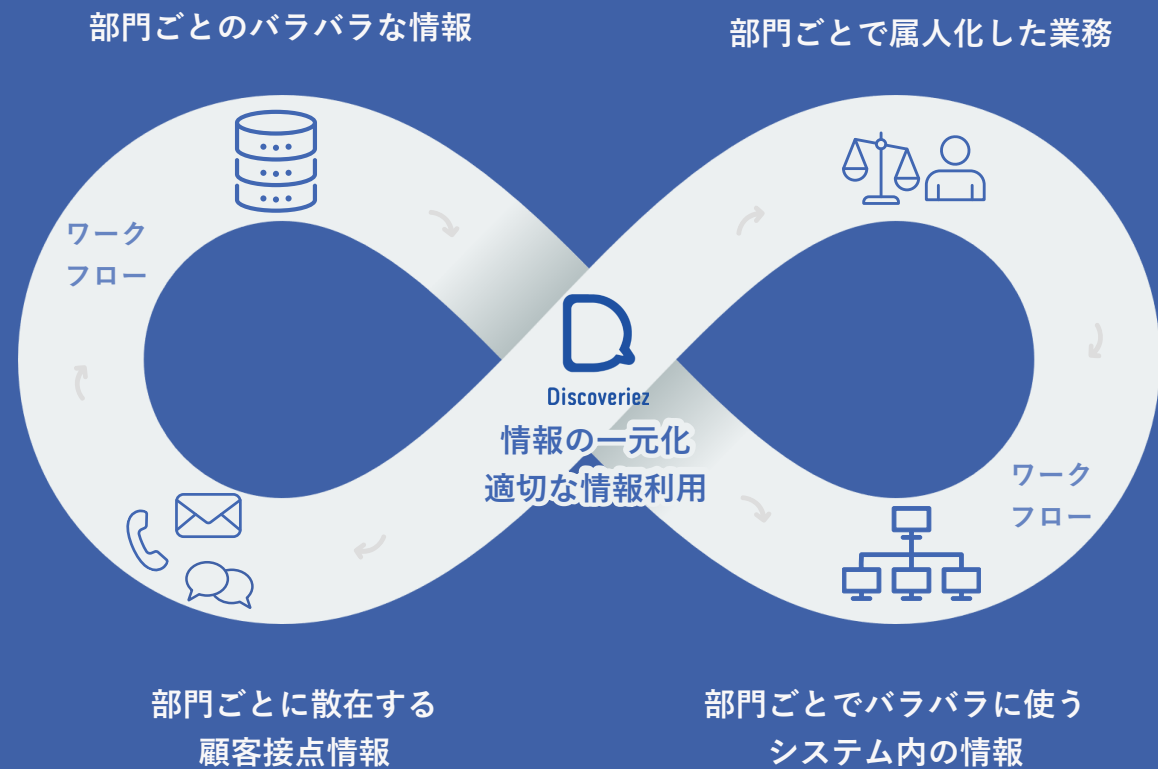 部門ごとのバラバラな情報
部門ごとで属人化した業務
ワーク
フロー
Discoveriez
情報の一元化
適切な情報利用
ワーク
フロー
部門ごとに散在する
顧客接点情報
部門ごとでバラバラに使う
システム内の情報